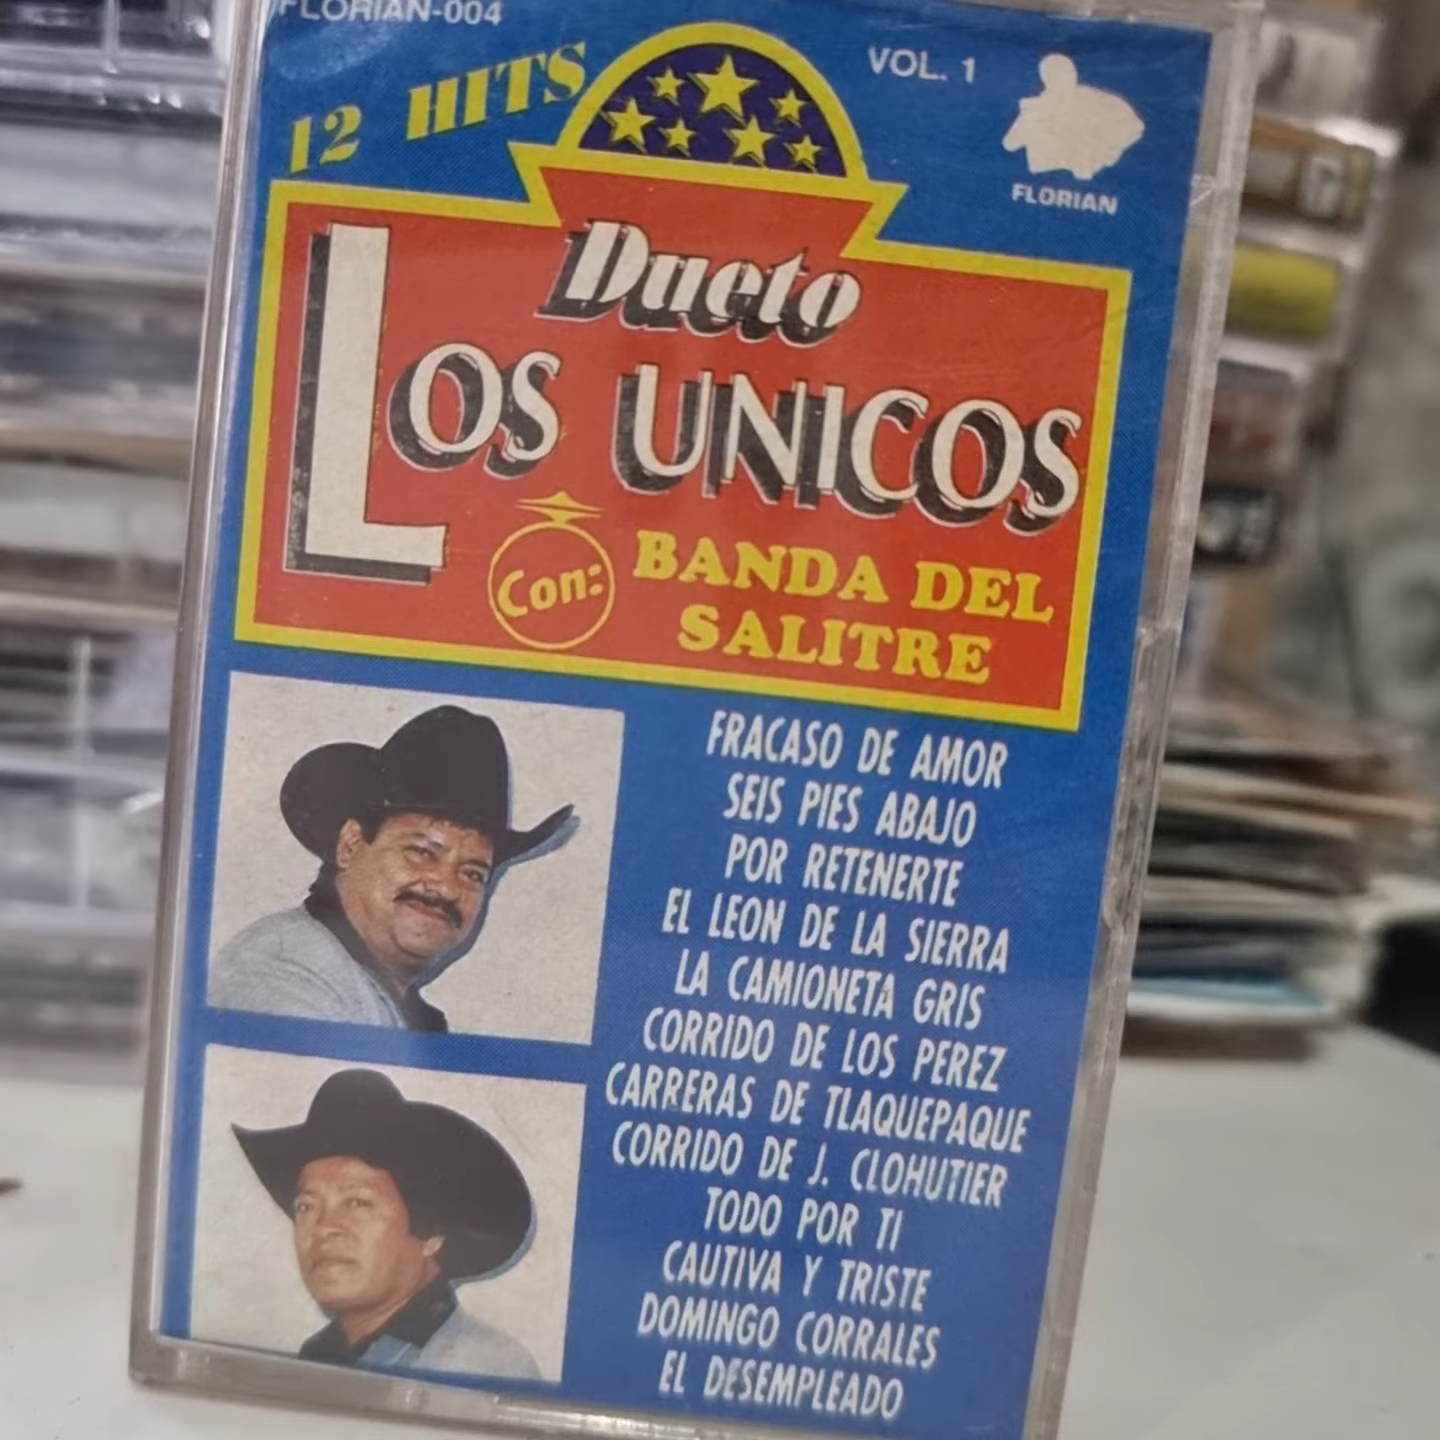 FLORIAN-004
12 HITS
VOL. 1
FLORIAN
Dueto
LOS UNICOS
Con:
BANDA DEL
SALITRE
FRACASO DE AMOR
SEIS PIES ABAJO
POR RETENERTE
EL LEON DE LA SIERRA
LA CAMIONETA GRIS
CORRIDO DE LOS PEREZ
CARRERAS DE TLAQUEPAQUE
CORRIDO DE J. CLOHUTIER
TODO POR TI
CAUTIVA Y TRISTE
DOMINGO CORRALES
EL DESEMPLEADO